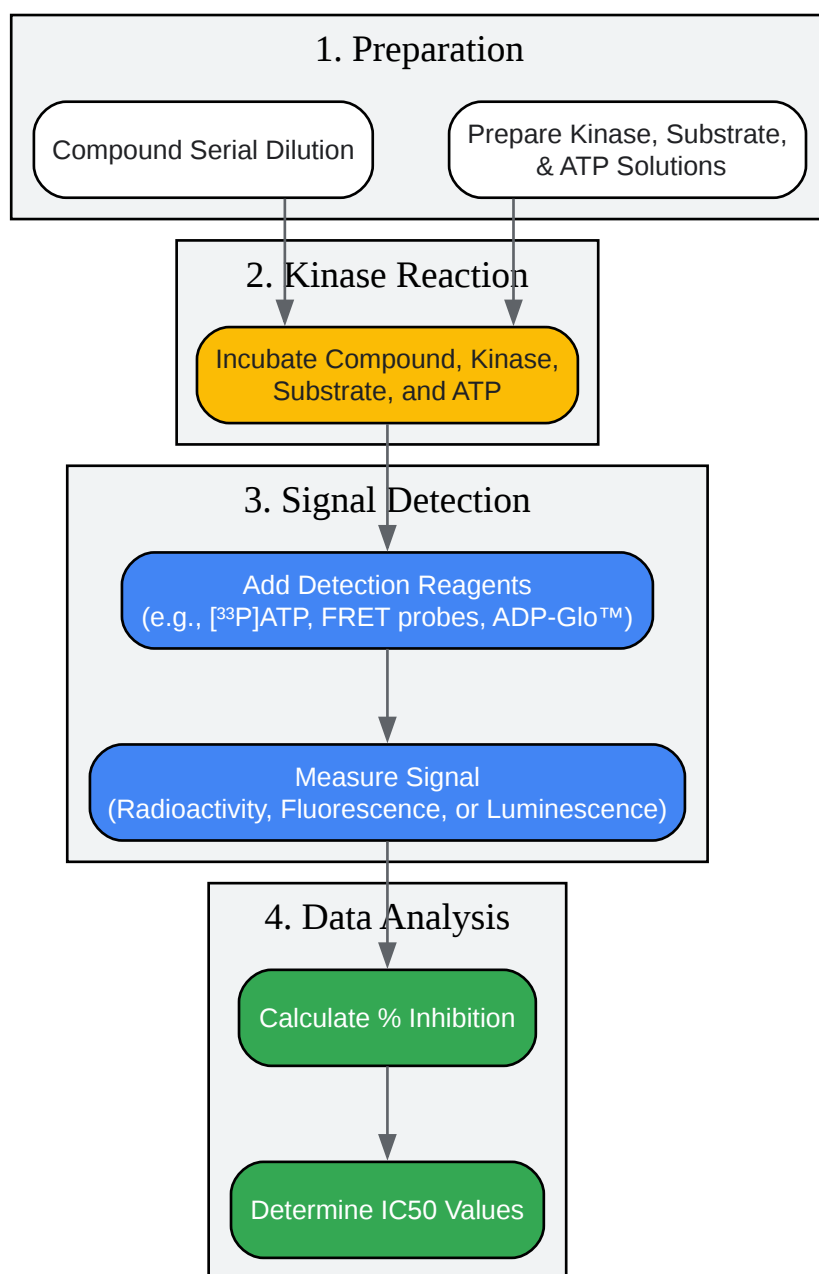 1. Preparation
Compound Serial Dilution
Prepare Kinase, Substrate,
& ATP Solutions
2. Kinase Reaction
Incubate Compound, Kinase,
Substrate, and ATP
3. Signal Detection
Add Detection Reagents
(e.g., [³³P]ATP, FRET probes, ADP-Glo™)
Measure Signal
(Radioactivity, Fluorescence, or Luminescence)
4. Data Analysis
Calculate % Inhibition
Determine IC50 Values